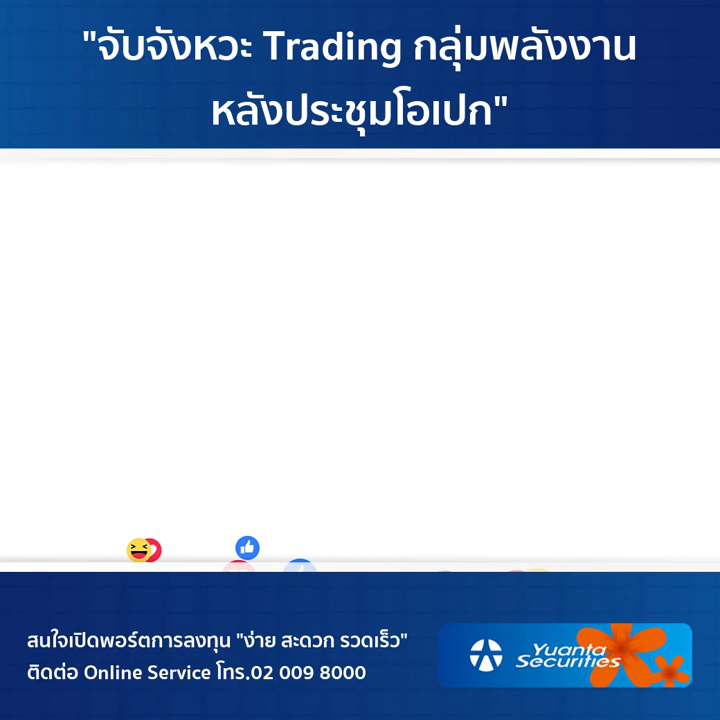 "จับจังหวะ Trading กลุ่มพลังงาน
หลังประชุมโอเปก"
สนใจเปิดพอร์ตการลงทุน "ง่าย สะดวก รวดเร็ว"
ติดต่อ Online Service โทร.02 009 8000
Yuanta
Securities